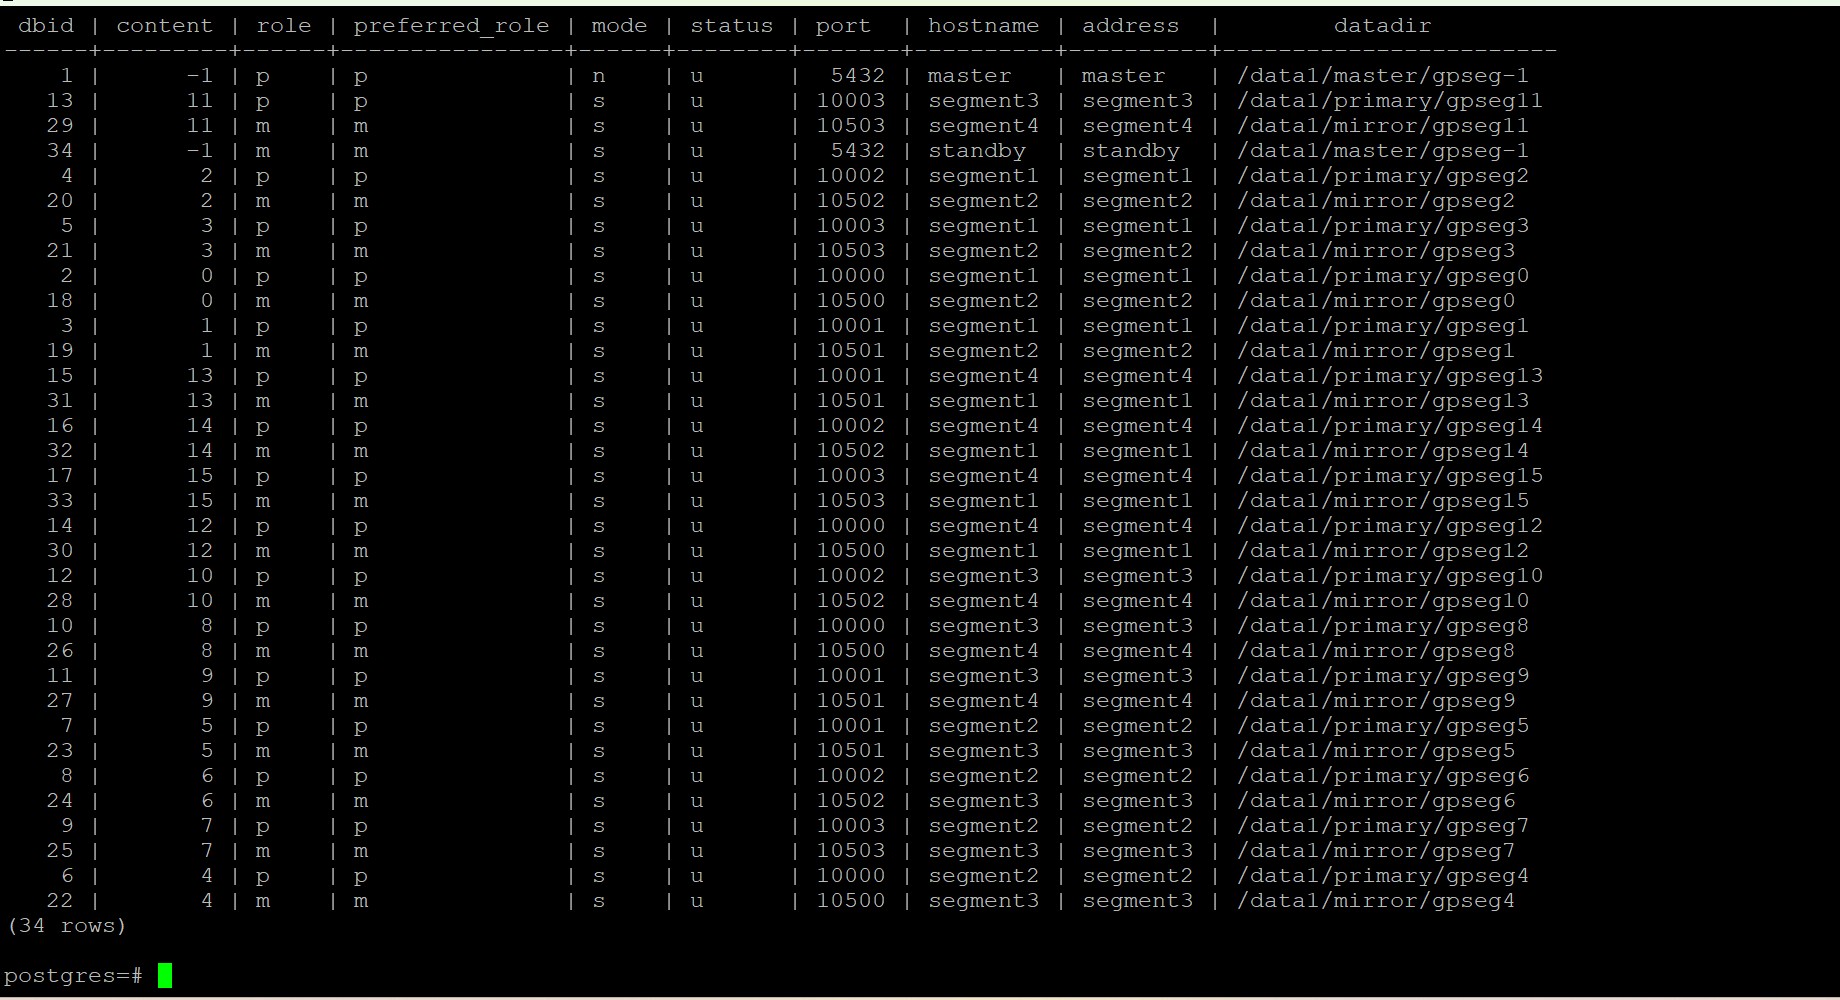 dbid | content | role | preferred_role | mode | status | port  | hostname | address  |        datadir
------+---------+------+----------------+------+--------+-------+----------+----------+------------------------
    1 |      -1 | p    | p              | n    | u      |  5432 | master   | master   | /data1/master/gpseg-1
   13 |      11 | p    | p              | s    | u      | 10003 | segment3 | segment3 | /data1/primary/gpseg11
   29 |      11 | m    | m              | s    | u      | 10503 | segment4 | segment4 | /data1/mirror/gpseg11
   34 |      -1 | m    | m              | s    | u      |  5432 | standby  | standby  | /data1/master/gpseg-1
    4 |       2 | p    | p              | s    | u      | 10002 | segment1 | segment1 | /data1/primary/gpseg2
   20 |       2 | m    | m              | s    | u      | 10502 | segment2 | segment2 | /data1/mirror/gpseg2
    5 |       3 | p    | p              | s    | u      | 10003 | segment1 | segment1 | /data1/primary/gpseg3
   21 |       3 | m    | m              | s    | u      | 10503 | segment2 | segment2 | /data1/mirror/gpseg3
    2 |       0 | p    | p              | s    | u      | 10000 | segment1 | segment1 | /data1/primary/gpseg0
   18 |       0 | m    | m              | s    | u      | 10500 | segment2 | segment2 | /data1/mirror/gpseg0
    3 |       1 | p    | p              | s    | u      | 10001 | segment1 | segment1 | /data1/primary/gpseg1
   19 |       1 | m    | m              | s    | u      | 10501 | segment2 | segment2 | /data1/mirror/gpseg1
   15 |      13 | p    | p              | s    | u      | 10001 | segment4 | segment4 | /data1/primary/gpseg13
   31 |      13 | m    | m              | s    | u      | 10501 | segment1 | segment1 | /data1/mirror/gpseg13
   16 |      14 | p    | p              | s    | u      | 10002 | segment4 | segment4 | /data1/primary/gpseg14
   32 |      14 | m    | m              | s    | u      | 10502 | segment1 | segment1 | /data1/mirror/gpseg14
   17 |      15 | p    | p              | s    | u      | 10003 | segment4 | segment4 | /data1/primary/gpseg15
   33 |      15 | m    | m              | s    | u      | 10503 | segment1 | segment1 | /data1/mirror/gpseg15
   14 |      12 | p    | p              | s    | u      | 10000 | segment4 | segment4 | /data1/primary/gpseg12
   30 |      12 | m    | m              | s    | u      | 10500 | segment1 | segment1 | /data1/mirror/gpseg12
   12 |      10 | p    | p              | s    | u      | 10002 | segment3 | segment3 | /data1/primary/gpseg10
   28 |      10 | m    | m              | s    | u      | 10502 | segment4 | segment4 | /data1/mirror/gpseg10
   10 |       8 | p    | p              | s    | u      | 10000 | segment3 | segment3 | /data1/primary/gpseg8
   26 |       8 | m    | m              | s    | u      | 10500 | segment4 | segment4 | /data1/mirror/gpseg8
   11 |       9 | p    | p              | s    | u      | 10001 | segment3 | segment3 | /data1/primary/gpseg9
   27 |       9 | m    | m              | s    | u      | 10501 | segment4 | segment4 | /data1/mirror/gpseg9
    7 |       5 | p    | p              | s    | u      | 10001 | segment2 | segment2 | /data1/primary/gpseg5
   23 |       5 | m    | m              | s    | u      | 10501 | segment3 | segment3 | /data1/mirror/gpseg5
    8 |       6 | p    | p              | s    | u      | 10002 | segment2 | segment2 | /data1/primary/gpseg6
   24 |       6 | m    | m              | s    | u      | 10502 | segment3 | segment3 | /data1/mirror/gpseg6
    9 |       7 | p    | p              | s    | u      | 10003 | segment2 | segment2 | /data1/primary/gpseg7
   25 |       7 | m    | m              | s    | u      | 10503 | segment3 | segment3 | /data1/mirror/gpseg7
    6 |       4 | p    | p              | s    | u      | 10000 | segment2 | segment2 | /data1/primary/gpseg4
   22 |       4 | m    | m              | s    | u      | 10500 | segment3 | segment3 | /data1/mirror/gpseg4
(34 rows)

postgres=#